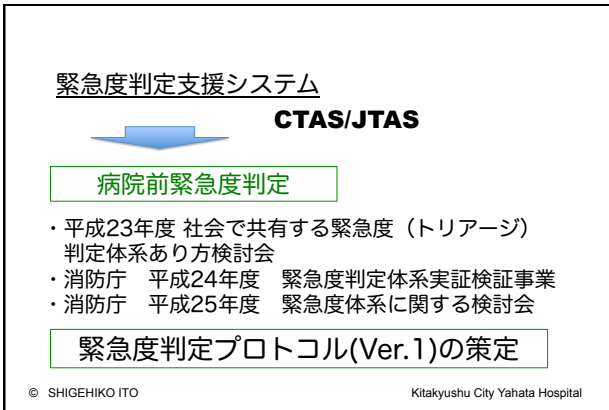 緊急度判定支援システム
CTAS/JTAS
病院前緊急度判定
・平成23年度 社会で共有する緊急度（トリアージ）
判定体系あり方検討会
・消防庁　平成24年度　緊急度判定体系実証検証事業
・消防庁　平成25年度　緊急度体系に関する検討会
緊急度判定プロトコル(Ver.1)の策定
© SHIGEHIKO ITO
Kitakyushu City Yahata Hospital